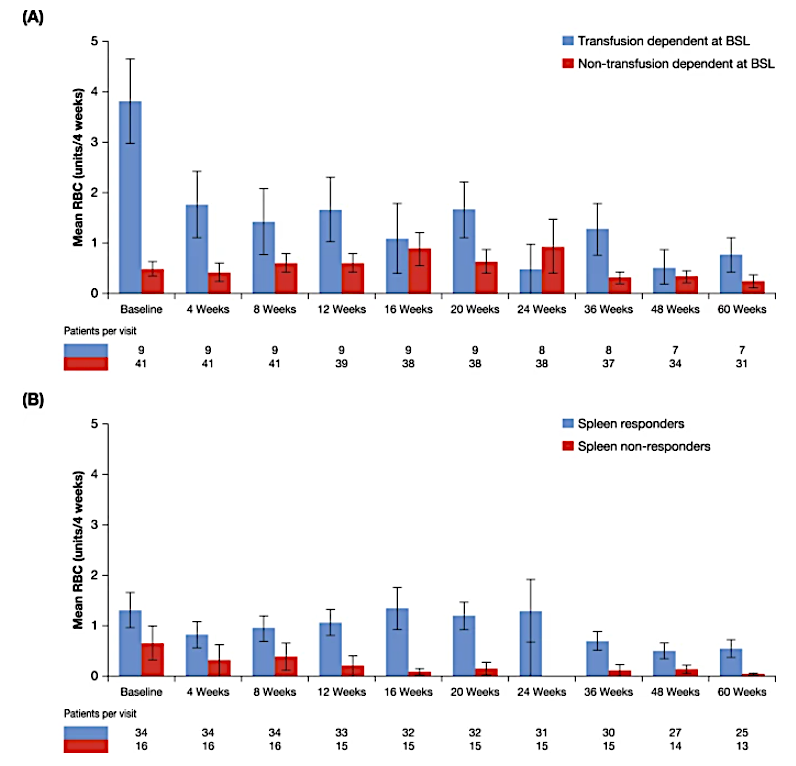 (A)
Transfusion dependent at BSL
Non-transfusion dependent at BSL
Mean RBC (units/4 weeks)
5
4
3
2
1
0
Baseline 4 Weeks 8 Weeks 12 Weeks 16 Weeks 20 Weeks 24 Weeks 36 Weeks 48 Weeks 60 Weeks
Patients per visit
9 9 9 9 9 9 8 8 7 7
41 41 41 39 38 38 38 37 34 31
(B)
Spleen responders
Spleen non-responders
Mean RBC (units/4 weeks)
5
4
3
2
1
0
Baseline 4 Weeks 8 Weeks 12 Weeks 16 Weeks 20 Weeks 24 Weeks 36 Weeks 48 Weeks 60 Weeks
Patients per visit
34 34 34 33 32 32 31 30 27 25
16 16 16 15 15 15 15 15 14 13